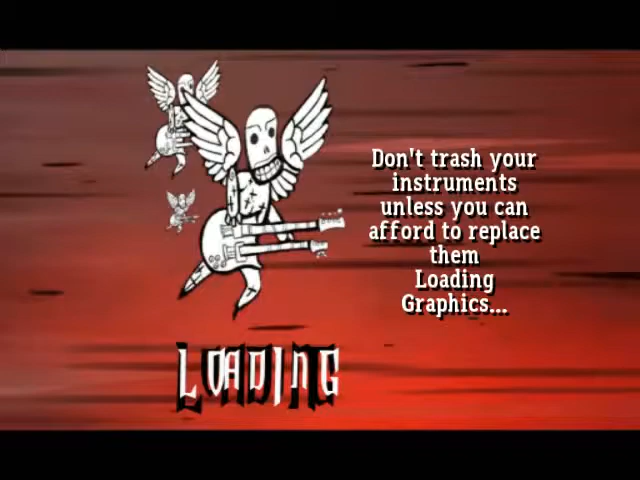 Don't trash your
instruments
unless you can
afford to replace
them
Loading
Graphics...
LOADING